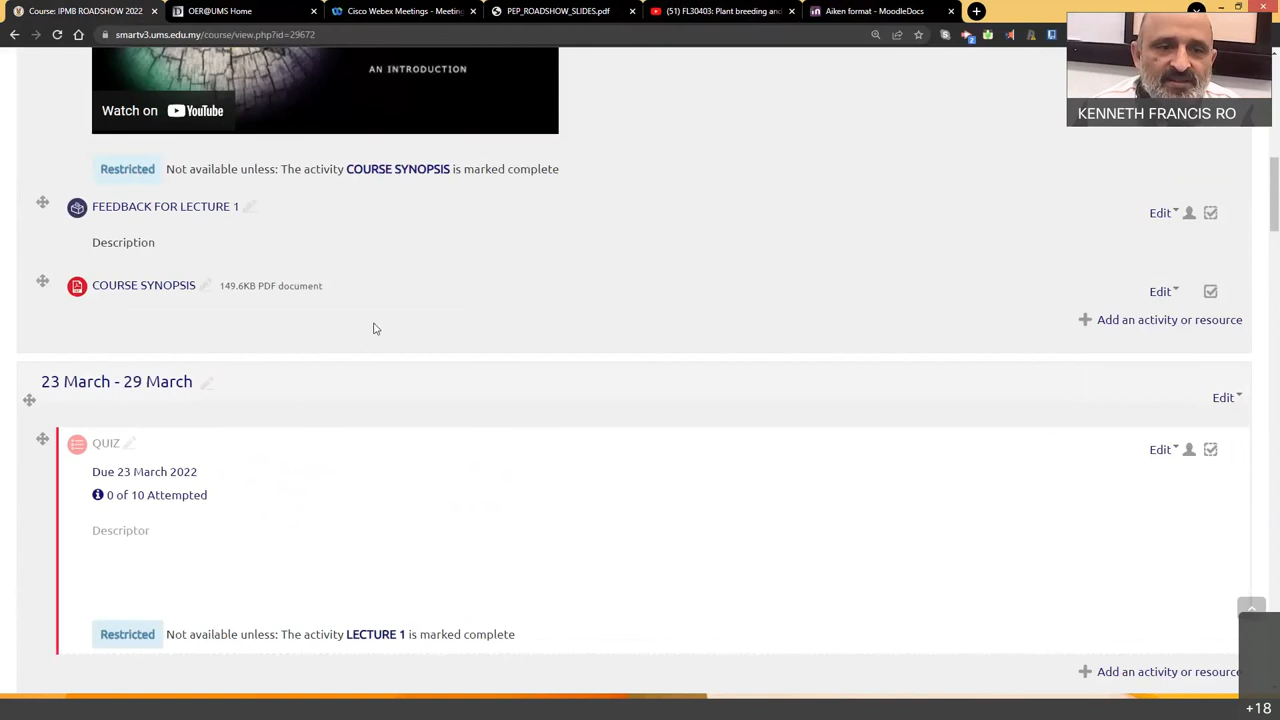 Course: IPMB ROADSHOW 2022
OER@UMS Home
Cisco Webex Meetings - Meeting
PEP_ROADSHOW_SLIDES.pdf
(51) FL30403: Plant breeding and
Aiken format - MoodleDocs
smartv3.ums.edu.my/course/view.php?id=29672
AN INTRODUCTION
Watch on YouTube
KENNETH FRANCIS RO
Restricted Not available unless: The activity COURSE SYNOPSIS is marked complete
FEEDBACK FOR LECTURE 1
Edit
Description
COURSE SYNOPSIS 149.6KB PDF document
Edit
Add an activity or resource
23 March - 29 March
Edit
QUIZ
Edit
Due 23 March 2022
0 of 10 Attempted
Descriptor
Restricted Not available unless: The activity LECTURE 1 is marked complete
Add an activity or resource
+18